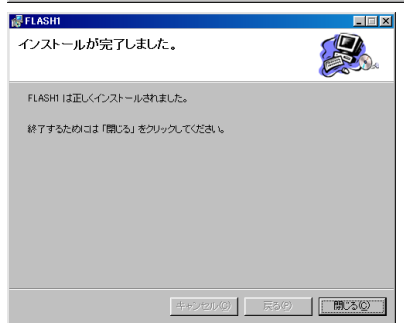 FLASH1
インストールが完了しました。
FLASH1 は正しくインストールされました。
終了するためには「閉じる」をクリックしてください。
キャンセル(C) 戻る(P) 閉じる(C)